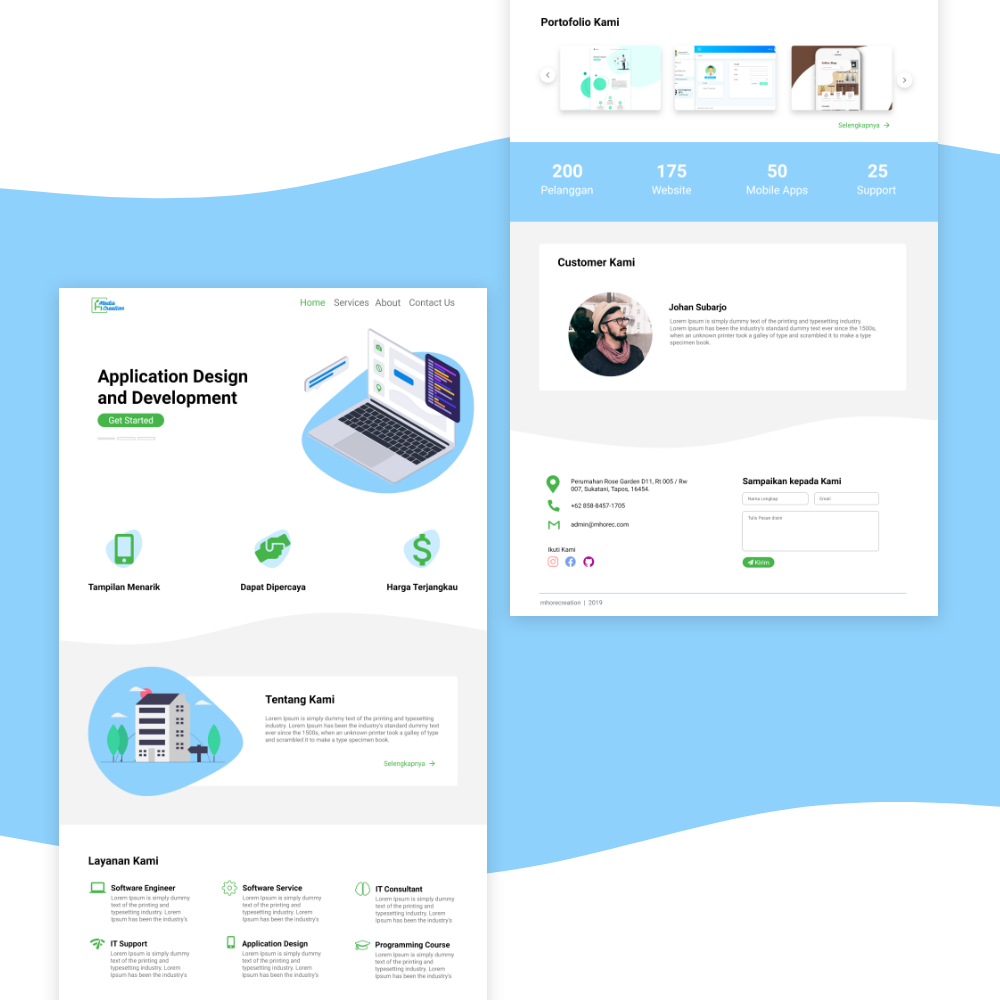 Media
Creation
Home
Services
About
Contact Us
Application Design
and Development
Get Started
Tampilan Menarik
Dapat Dipercaya
Harga Terjangkau
Tentang Kami
Lorem Ipsum is simply dummy text of the printing and typesetting
industry. Lorem Ipsum has been the industry's standard dummy text
ever since the 1500s, when an unknown printer took a galley of type
and scrambled it to make a type specimen book.
Selengkapnya →
Layanan Kami
Software Engineer
Lorem Ipsum is simply dummy
text of the printing and
typesetting industry. Lorem
Ipsum has been the industry's
Software Service
Lorem Ipsum is simply dummy
text of the printing and
typesetting industry. Lorem
Ipsum has been the industry's
IT Consultant
Lorem Ipsum is simply dummy
text of the printing and
typesetting industry. Lorem
Ipsum has been the industry's
IT Support
Lorem Ipsum is simply dummy
text of the printing and
typesetting industry. Lorem
Ipsum has been the industry's
Application Design
Lorem Ipsum is simply dummy
text of the printing and
typesetting industry. Lorem
Ipsum has been the industry's
Programming Course
Lorem Ipsum is simply dummy
text of the printing and
typesetting industry. Lorem
Ipsum has been the industry's
Portofolio Kami
Selengkapnya →
200
Pelanggan
175
Website
50
Mobile Apps
25
Support
Customer Kami
Johan Subarjo
Lorem Ipsum is simply dummy text of the printing and typesetting industry.
Lorem Ipsum has been the industry's standard dummy text ever since the 1500s,
when an unknown printer took a galley of type and scrambled it to make a type
specimen book.
Perumahan Rose Garden D11, Rt 005 / Rw
007, Sukatani, Tapos, 16454.
+62 858-8457-1705
admin@mhorec.com
Ikuti Kami
Sampaikan kepada Kami
Nama Lengkap
Email
Tulis Pesan disini
Kirim
mhorecreation | 2019